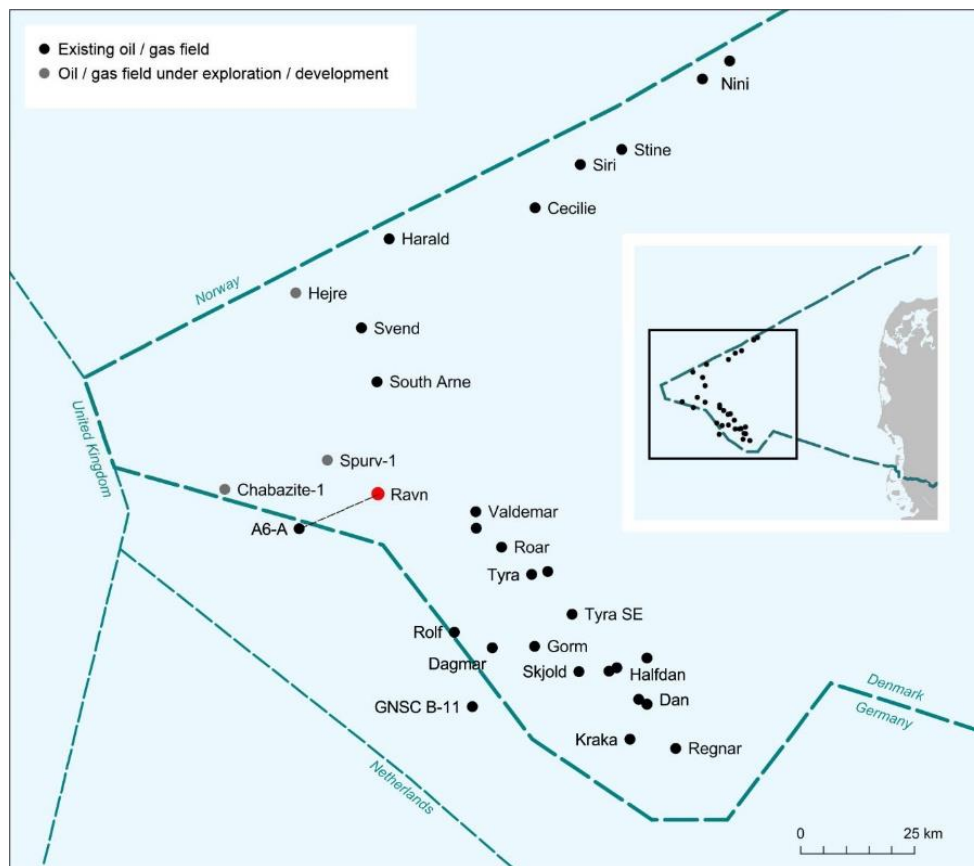 Existing oil / gas field
Oil / gas field under exploration / development
Nini
Stine
Siri
Cecilie
Harald
Norway
Hejre
Svend
South Arne
United Kingdom
Spurv-1
Chabazite-1
Ravn
A6-A
Valdemar
Roar
Tyra
Tyra SE
Rolf
Gorm
Dagmar
Skjold
Halfdan
GNSC B-11
Dan
Denmark
Germany
Kraka
Regnar
Netherlands
0 25 km